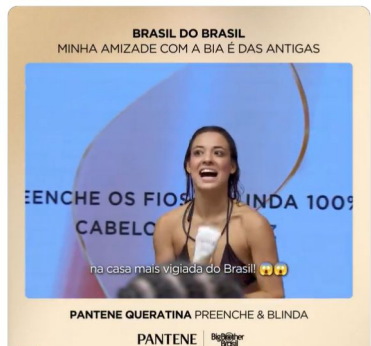 BRASIL DO BRASIL
MINHA AMIZADE COM A BIA É DAS ANTIGAS
EENCHE OS FIOS
LINDA 100%
CABELO
na casa mais vigiada do Brasil! 😱😱
PANTENE QUERATINA PREENCHE & BLINDA
PANTENE
Big Brother
Brasil